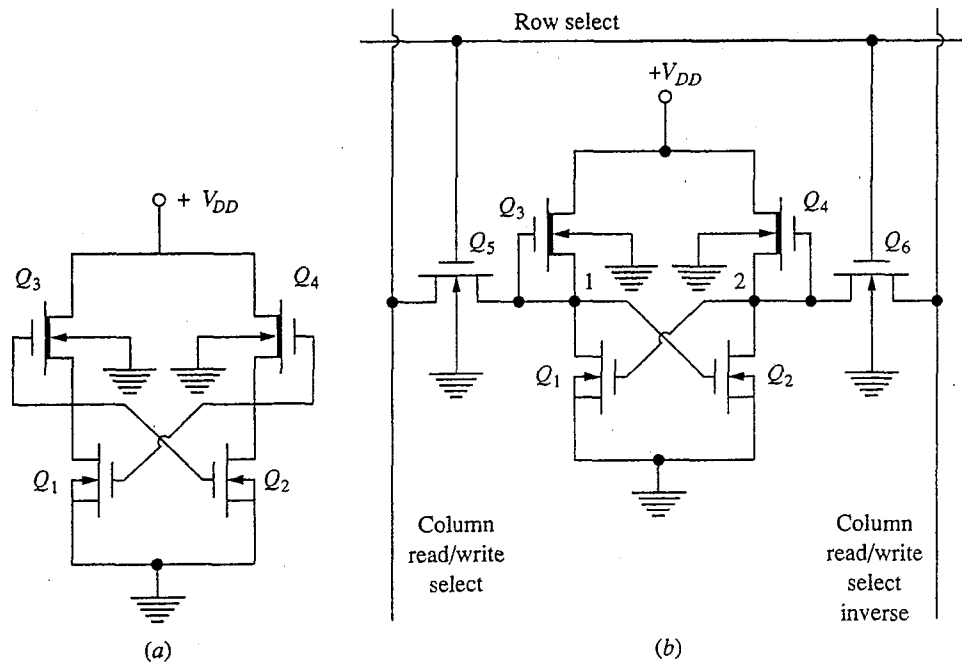 Row select
+V_DD
Q_3
Q_4
Q_5
Q_6
1
2
Q_1
Q_2
+ V_DD
Q_3
Q_4
Q_1
Q_2
Column
read/write
select
Column
read/write
select
inverse
(a)
(b)